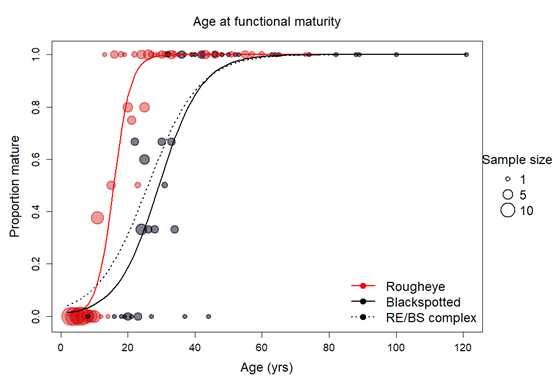 Age at functional maturity
Proportion mature
1.0
0.8
0.6
0.4
0.2
0.0
0 20 40 60 80 100 120
Age (yrs)
Sample size
1
5
10
Rougheye
Blackspotted
RE/BS complex